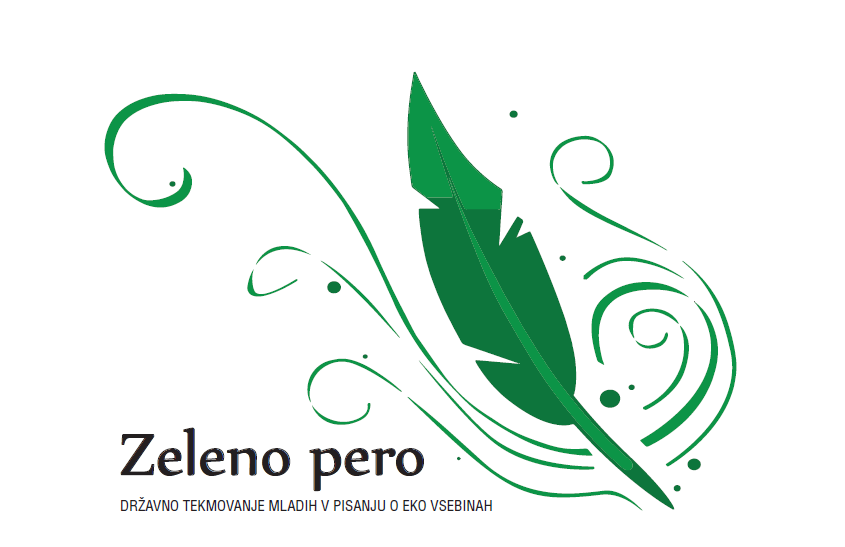 Zeleno pero
DRŽAVNO TEKMOVANJE MLADIH V PISANJU O EKO VSEBINAH